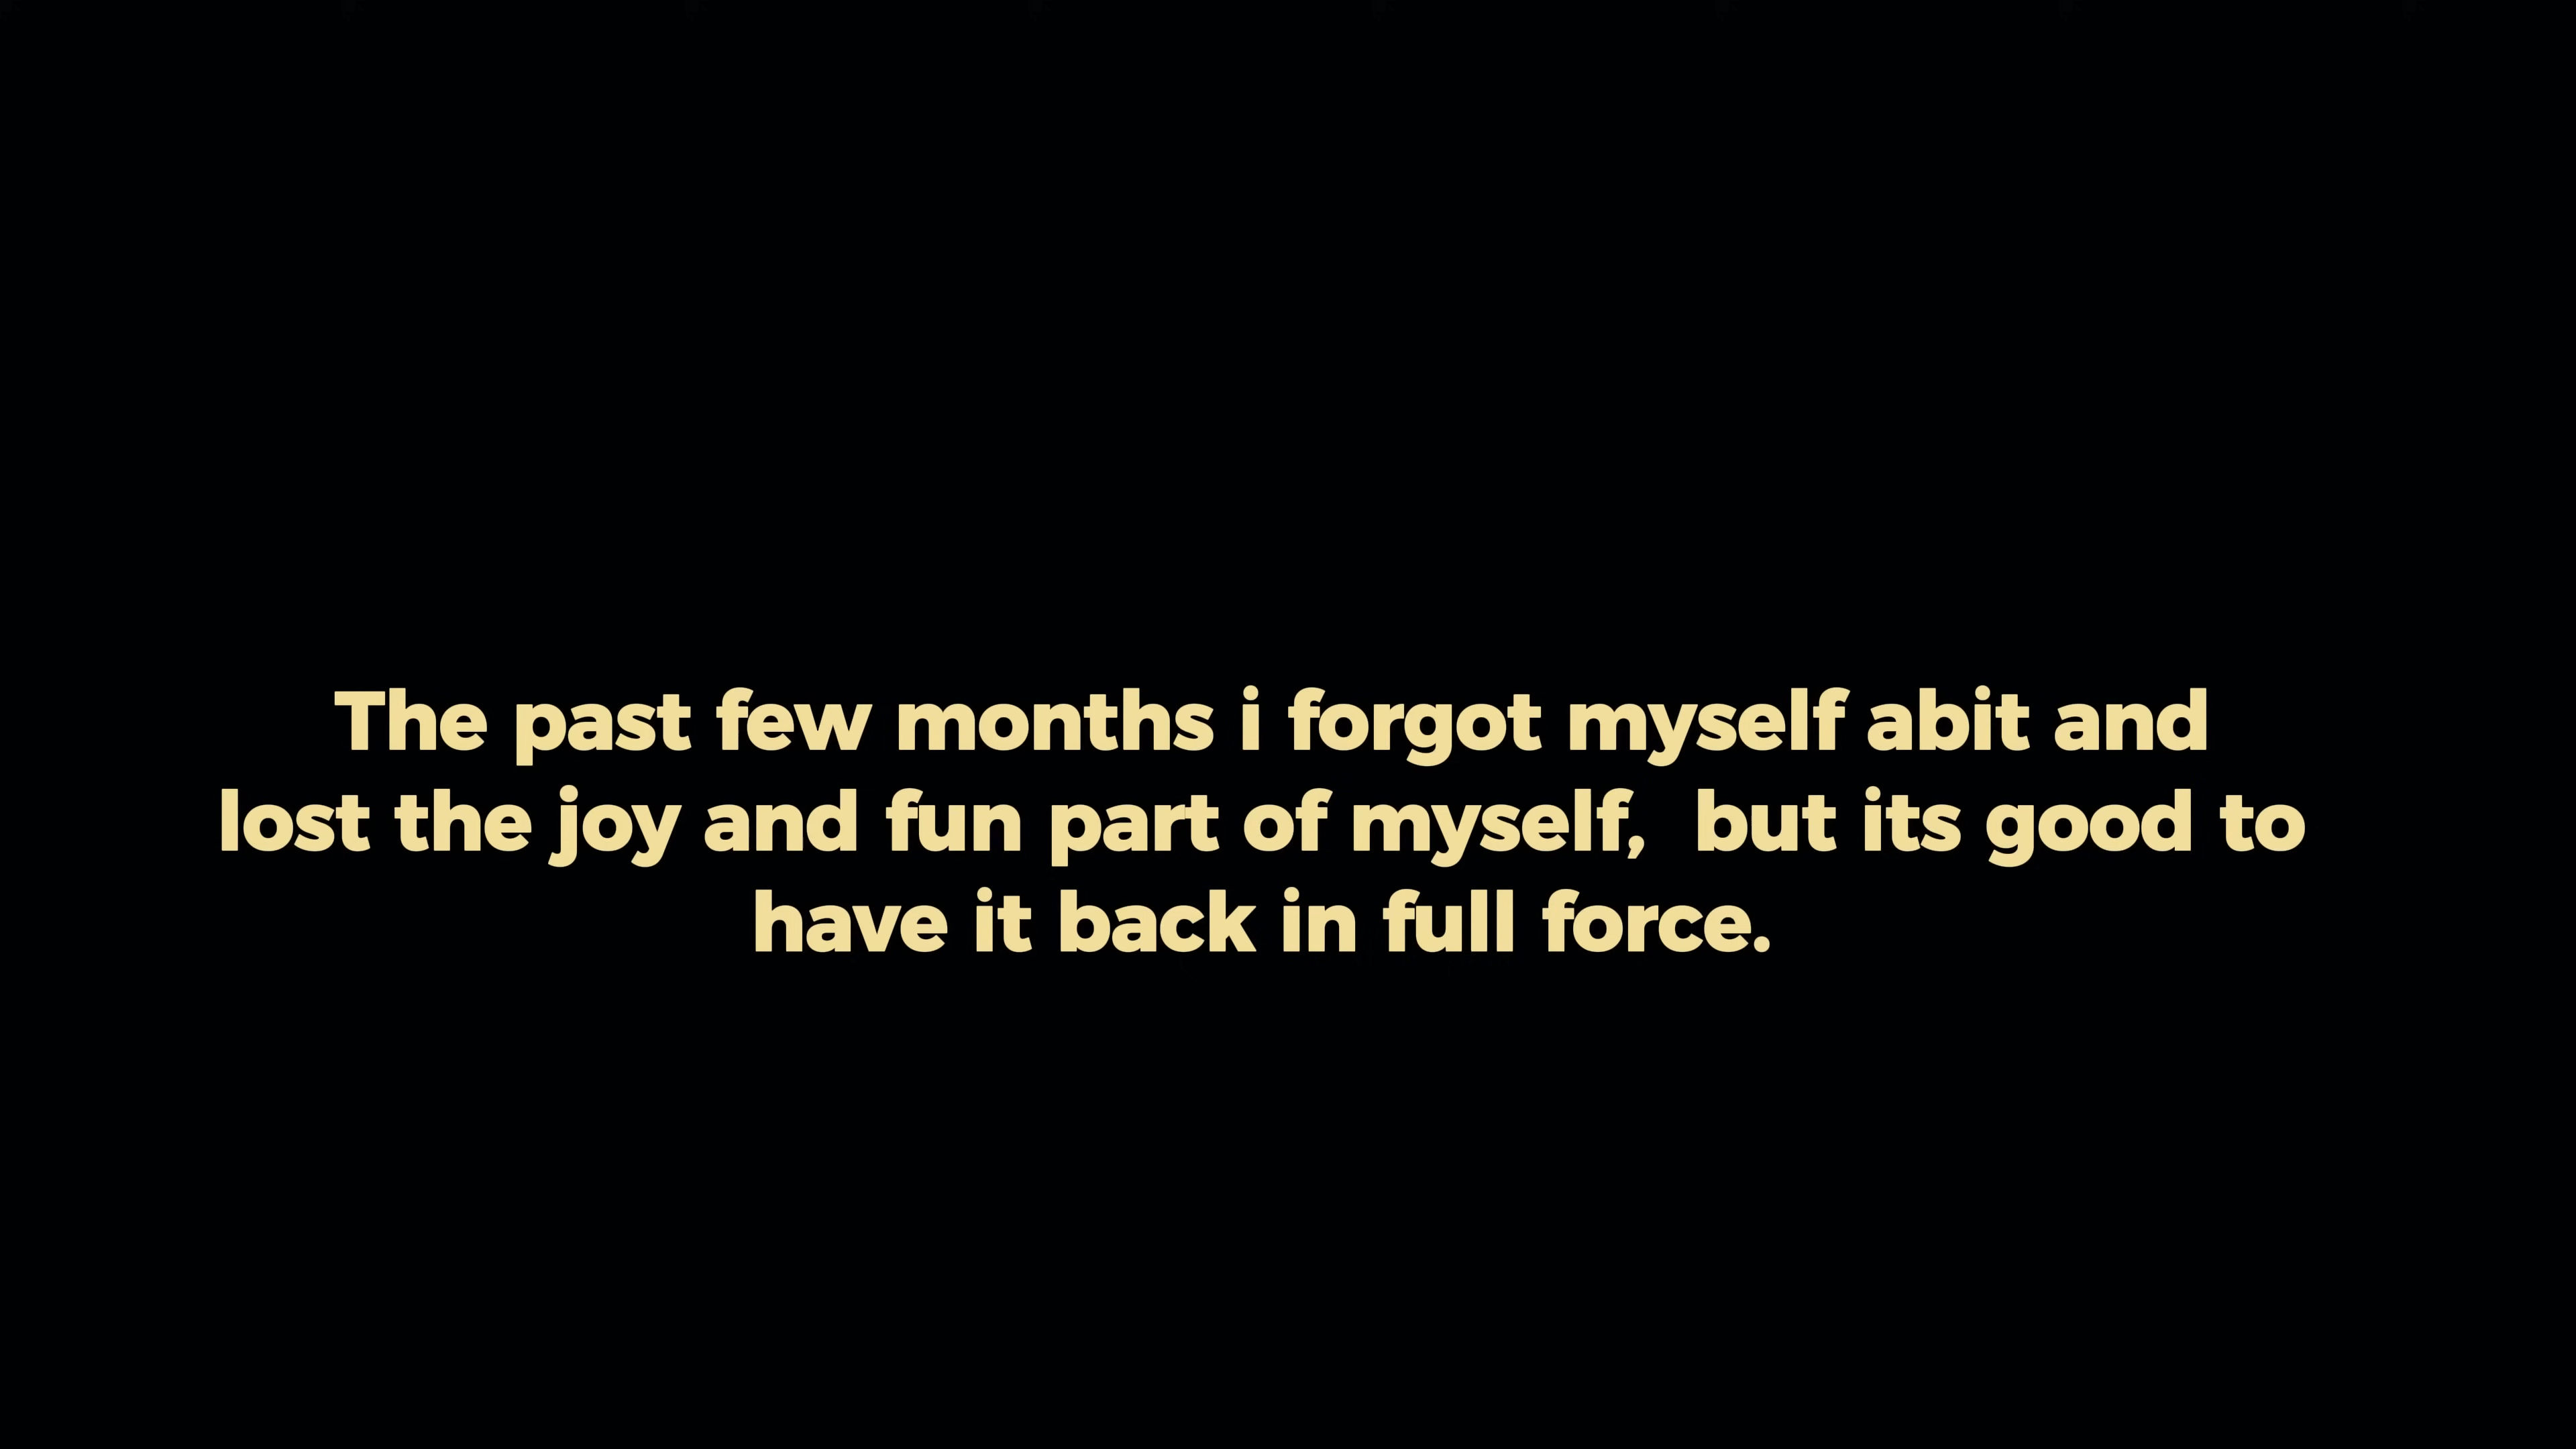 The past few months i forgot myself abit and
lost the joy and fun part of myself,  but its good to
have it back in full force.